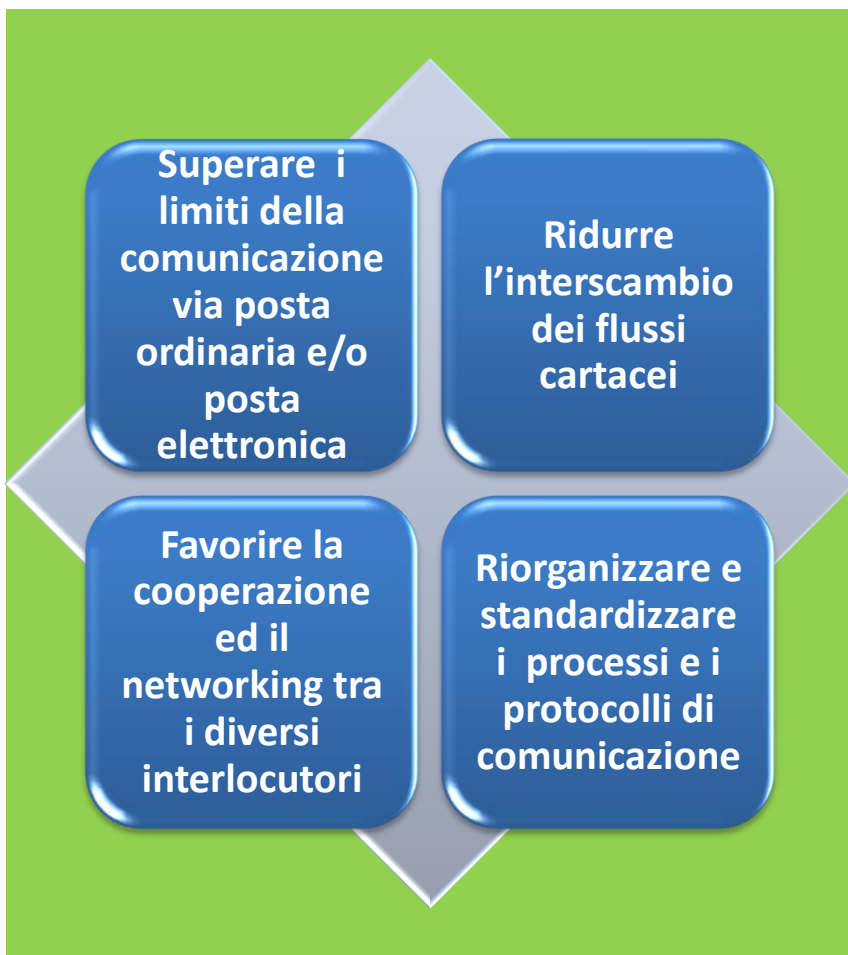 Superare  i
limiti della
comunicazione
via posta
ordinaria e/o
posta
elettronica
Ridurre
l’interscambio
dei flussi
cartacei
Favorire la
cooperazione
ed il
networking tra
i diversi
interlocutori
Riorganizzare e
standardizzare
i  processi e i
protocolli di
comunicazione